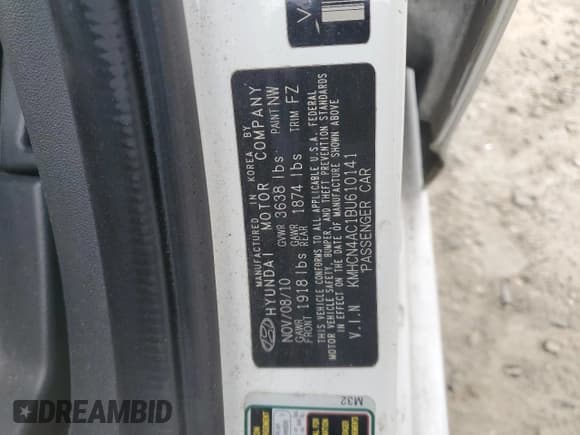 MANUFACTURED IN KOREA BY
HYUNDAI MOTOR COMPANY
NOV/08/10 GVWR 3638 lbs PAINT NW
GAWR FRONT 1918 lbs GAWR REAR 1874 lbs TRIM FZ
THIS VEHICLE CONFORMS TO ALL APPLICABLE U.S.A. FEDERAL
MOTOR VEHICLE SAFETY, BUMPER, AND THEFT PREVENTION STANDARDS
IN EFFECT ON THE DATE OF MANUFACTURE SHOWN ABOVE
V.I.N KMHCN4AC1BU610141
PASSENGER CAR
M32
DREAMBID